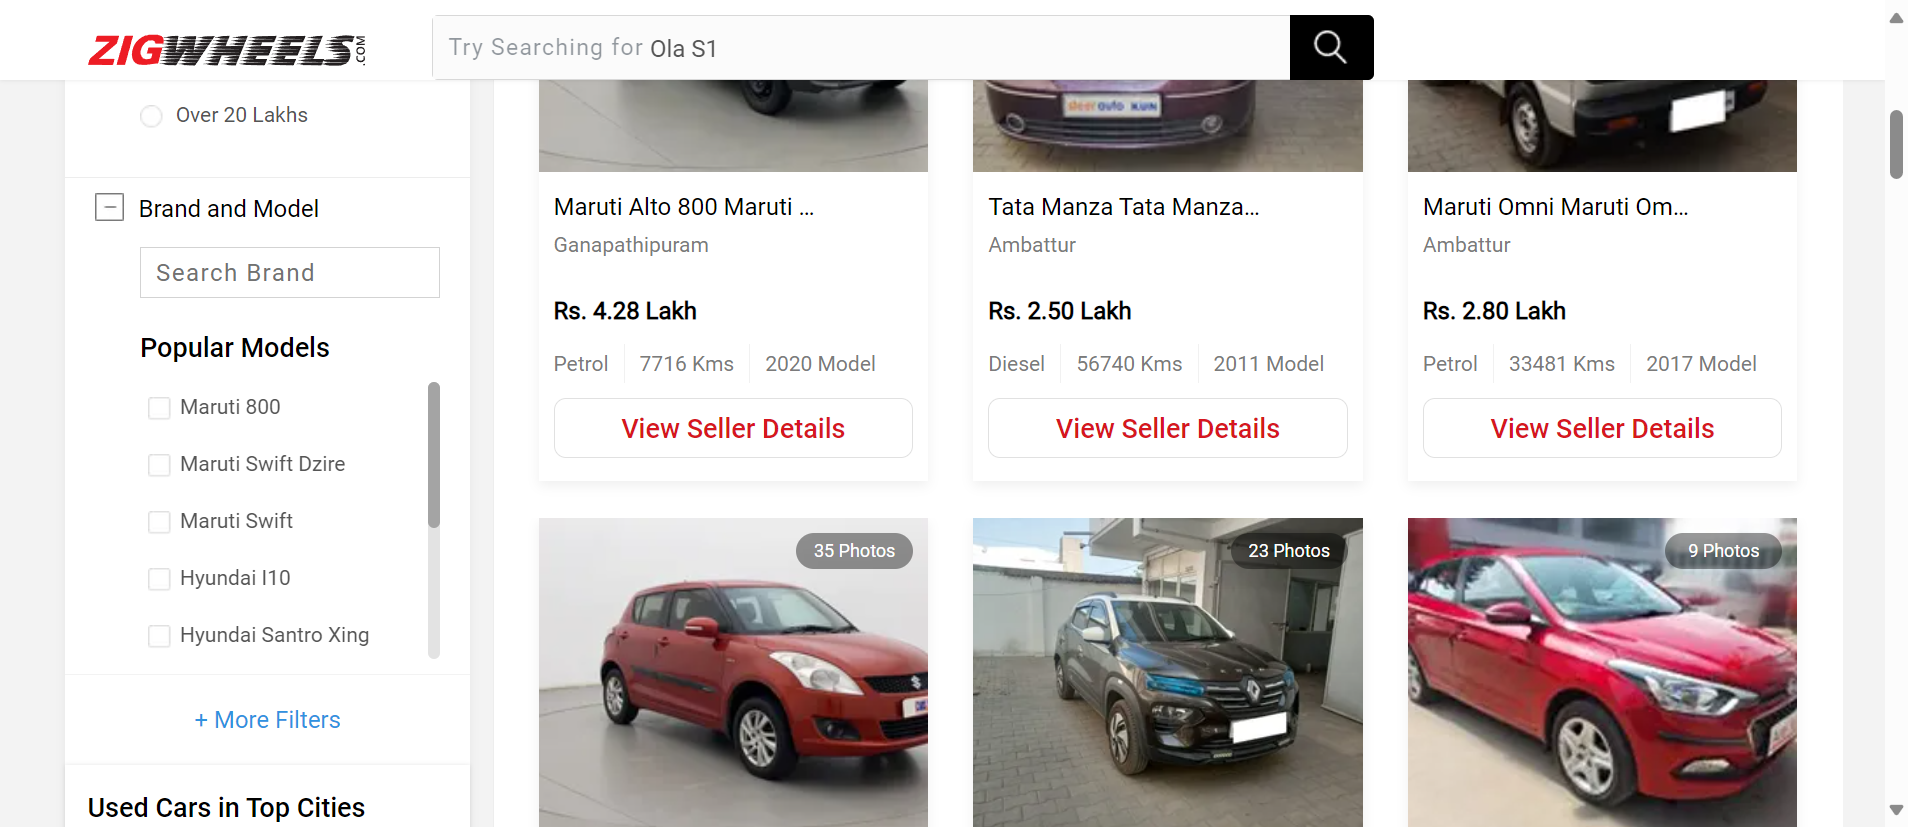 ZIGWHEELS.COM
Try Searching for Ola S1
Over 20 Lakhs
Brand and Model
Search Brand
Popular Models
Maruti 800
Maruti Swift Dzire
Maruti Swift
Hyundai I10
Hyundai Santro Xing
+ More Filters
Used Cars in Top Cities
steer auto KUN
Maruti Alto 800 Maruti ...
Ganapathipuram
Rs. 4.28 Lakh
Petrol 7716 Kms 2020 Model
View Seller Details
Tata Manza Tata Manza...
Ambattur
Rs. 2.50 Lakh
Diesel 56740 Kms 2011 Model
View Seller Details
Maruti Omni Maruti Om...
Ambattur
Rs. 2.80 Lakh
Petrol 33481 Kms 2017 Model
View Seller Details
35 Photos
23 Photos
9 Photos